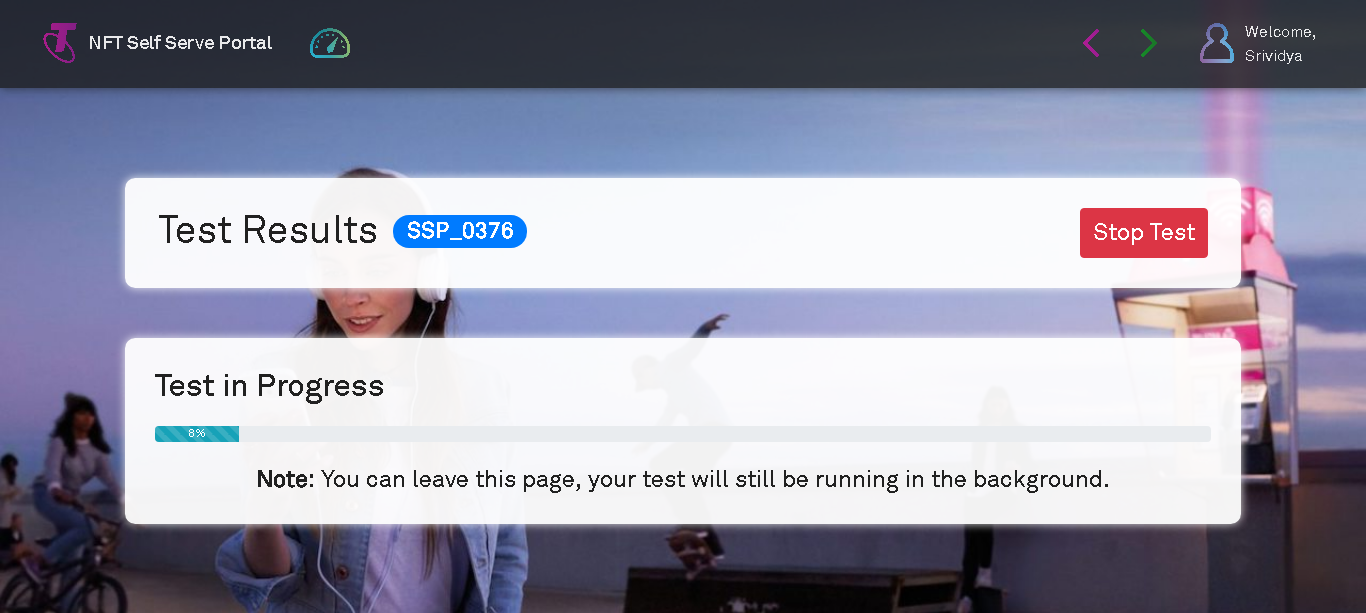 NFT Self Serve Portal
Welcome,
Srividya
Test Results SSP_0376
Stop Test
Test in Progress
8%
Note: You can leave this page, your test will still be running in the background.